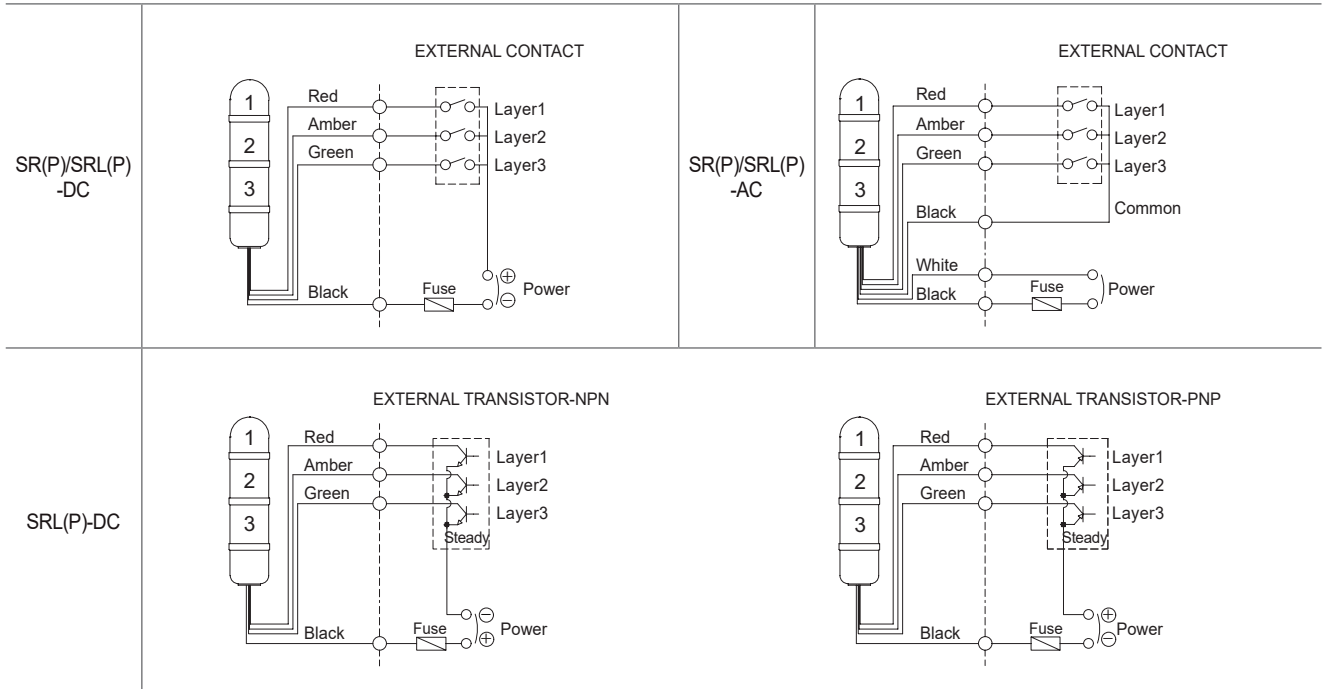 SR(P)/SRL(P)
-DC
EXTERNAL CONTACT
1
2
3
Red
Amber
Green
Layer1
Layer2
Layer3
Black
Fuse
⊕
⊖
Power
SR(P)/SRL(P)
-AC
EXTERNAL CONTACT
1
2
3
Red
Amber
Green
Layer1
Layer2
Layer3
Black
Common
White
Black
Fuse
Power
SRL(P)-DC
EXTERNAL TRANSISTOR-NPN
1
2
3
Red
Amber
Green
Layer1
Layer2
Layer3
Steady
Black
Fuse
⊖
⊕
Power
EXTERNAL TRANSISTOR-PNP
1
2
3
Red
Amber
Green
Layer1
Layer2
Layer3
Steady
Black
Fuse
⊕
⊖
Power